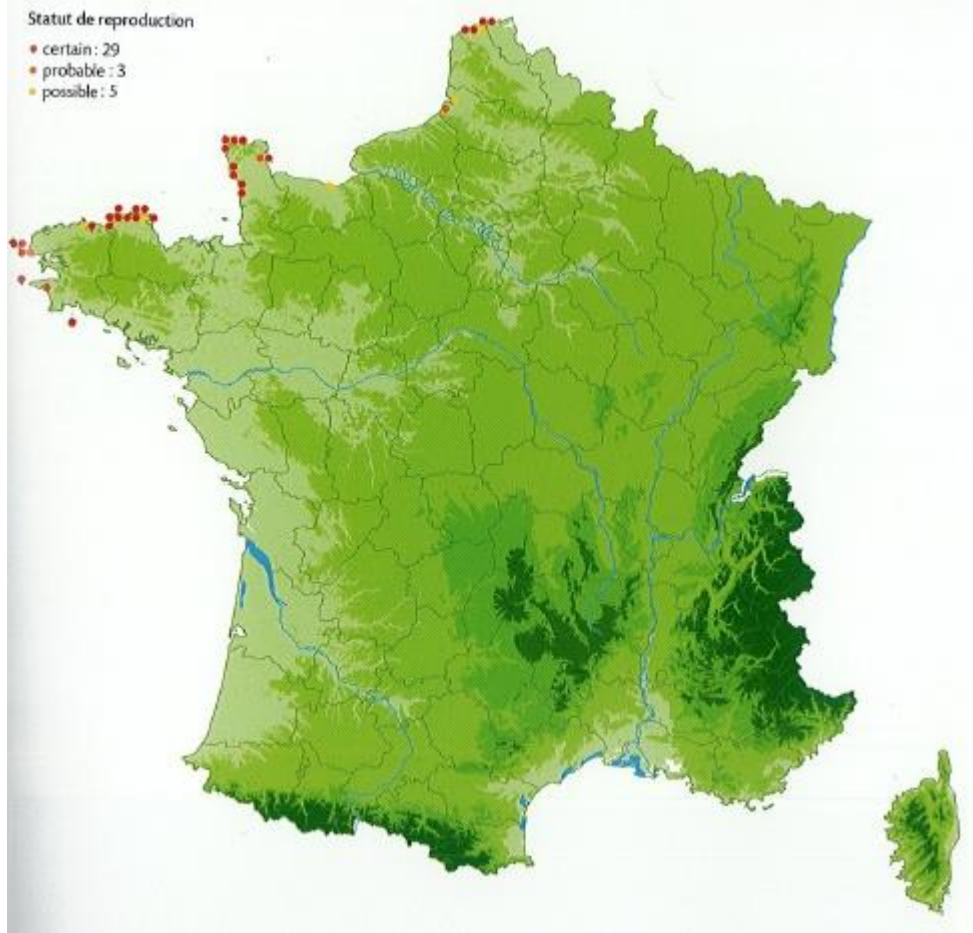 Statut de reproduction
certain : 29
probable : 3
possible : 5